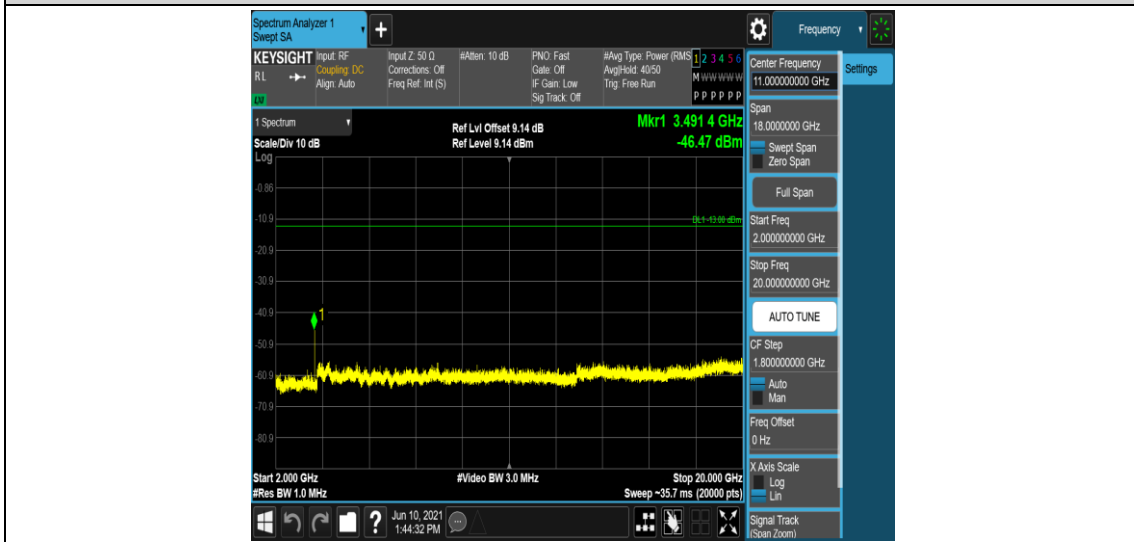 Spectrum Analyzer 1
Swept SA
+
Frequency
KEYSIGHT
RL
LXI
Input: RF
Coupling: DC
Align: Auto
Input Z: 50 Ω
Corrections: Off
Freq Ref: Int (S)
#Atten: 10 dB
PNO: Fast
Gate: Off
IF Gain: Low
Sig Track: Off
#Avg Type: Power (RMS
Avg|Hold: 40/50
Trig: Free Run
1 2 3 4 5 6
M W W W W W
P P P P P P
1 Spectrum
Scale/Div 10 dB
Log
Ref Lvl Offset 9.14 dB
Ref Level 9.14 dBm
Mkr1 3.491 4 GHz
-46.47 dBm
-0.86
-10.9
DL1 -13.00 dBm
-20.9
-30.9
-40.9
1
-50.9
-60.9
-70.9
-80.9
Start 2.000 GHz
#Video BW 3.0 MHz
Stop 20.000 GHz
#Res BW 1.0 MHz
Sweep ~35.7 ms (20000 pts)
?
Jun 10, 2021
1:44:32 PM
Center Frequency
11.000000000 GHz
Settings
Span
18.0000000 GHz
Swept Span
Zero Span
Full Span
Start Freq
2.000000000 GHz
Stop Freq
20.000000000 GHz
AUTO TUNE
CF Step
1.800000000 GHz
Auto
Man
Freq Offset
0 Hz
X Axis Scale
Log
Lin
Signal Track
(Span Zoom)